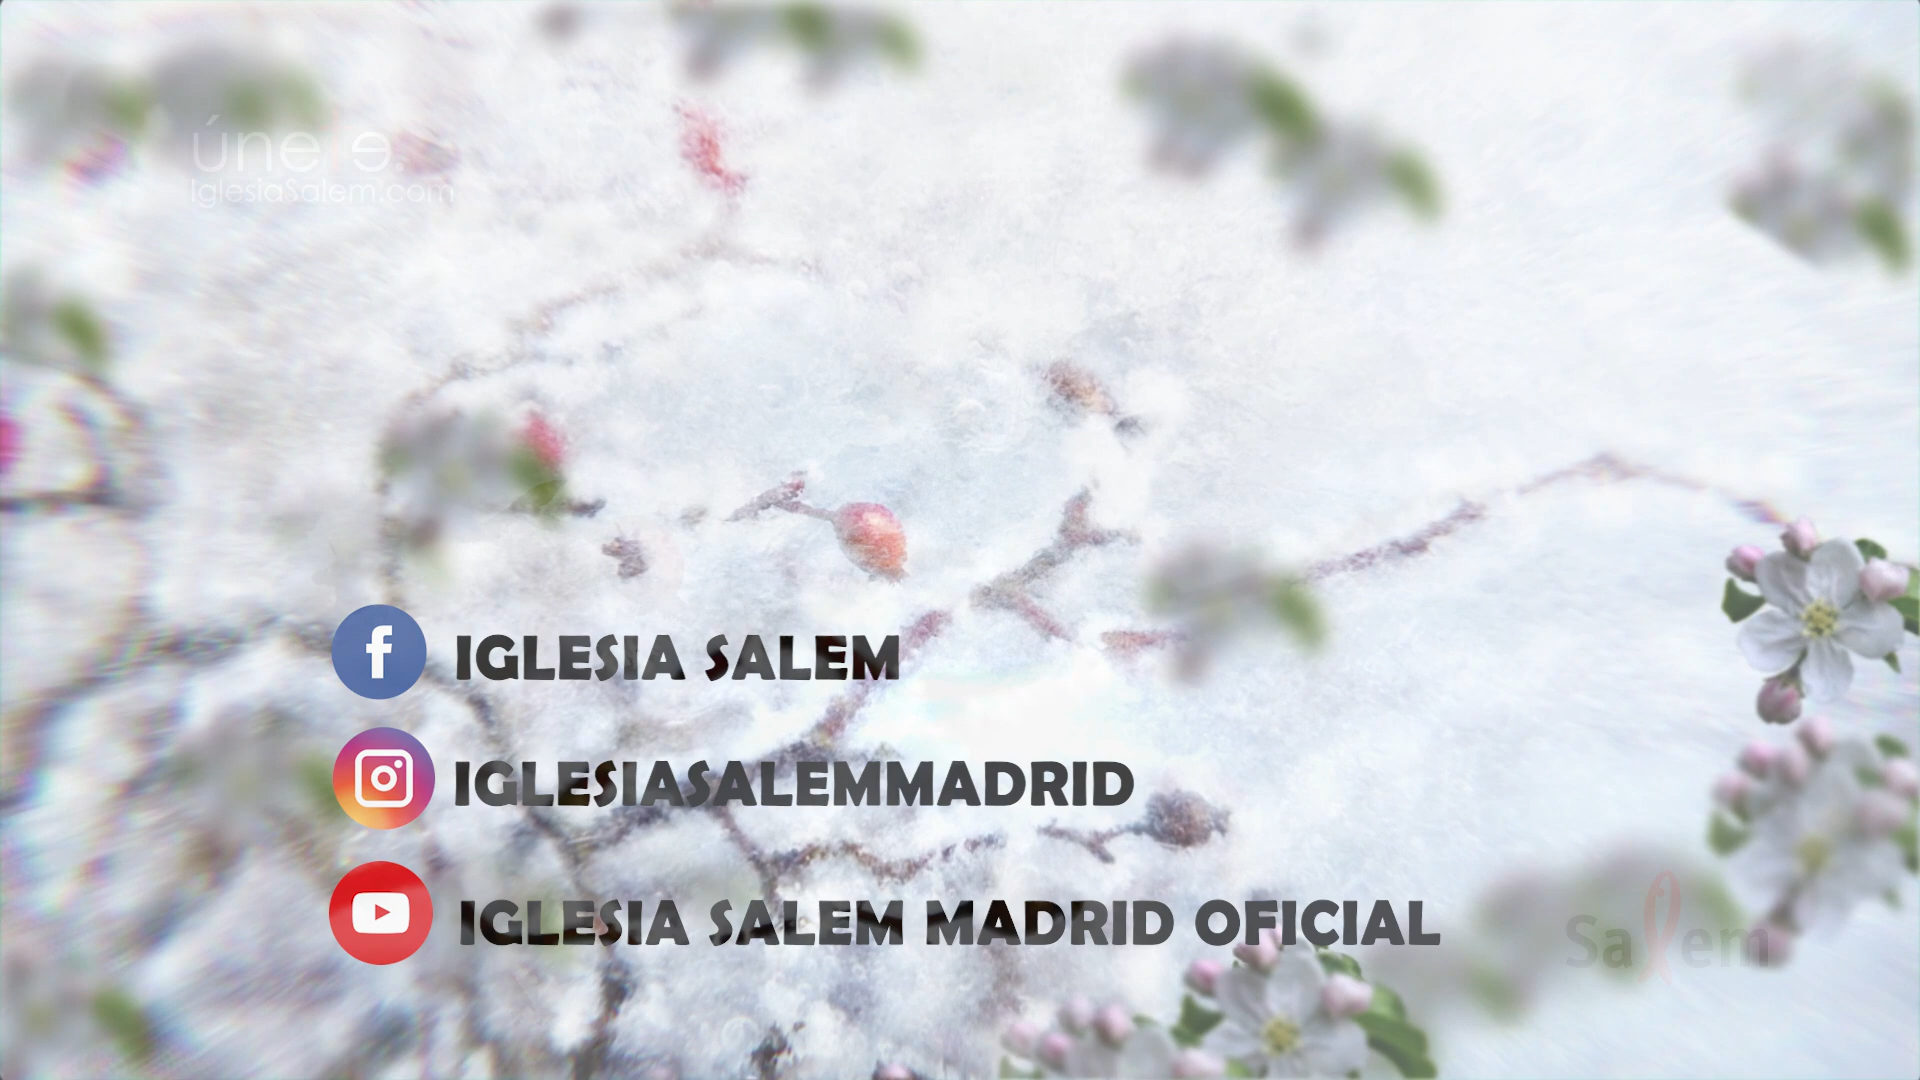 únete
IglesiaSalem.com
IGLESIA SALEM
IGLESIASALEMMADRID
IGLESIA SALEM MADRID OFICIAL
Salem